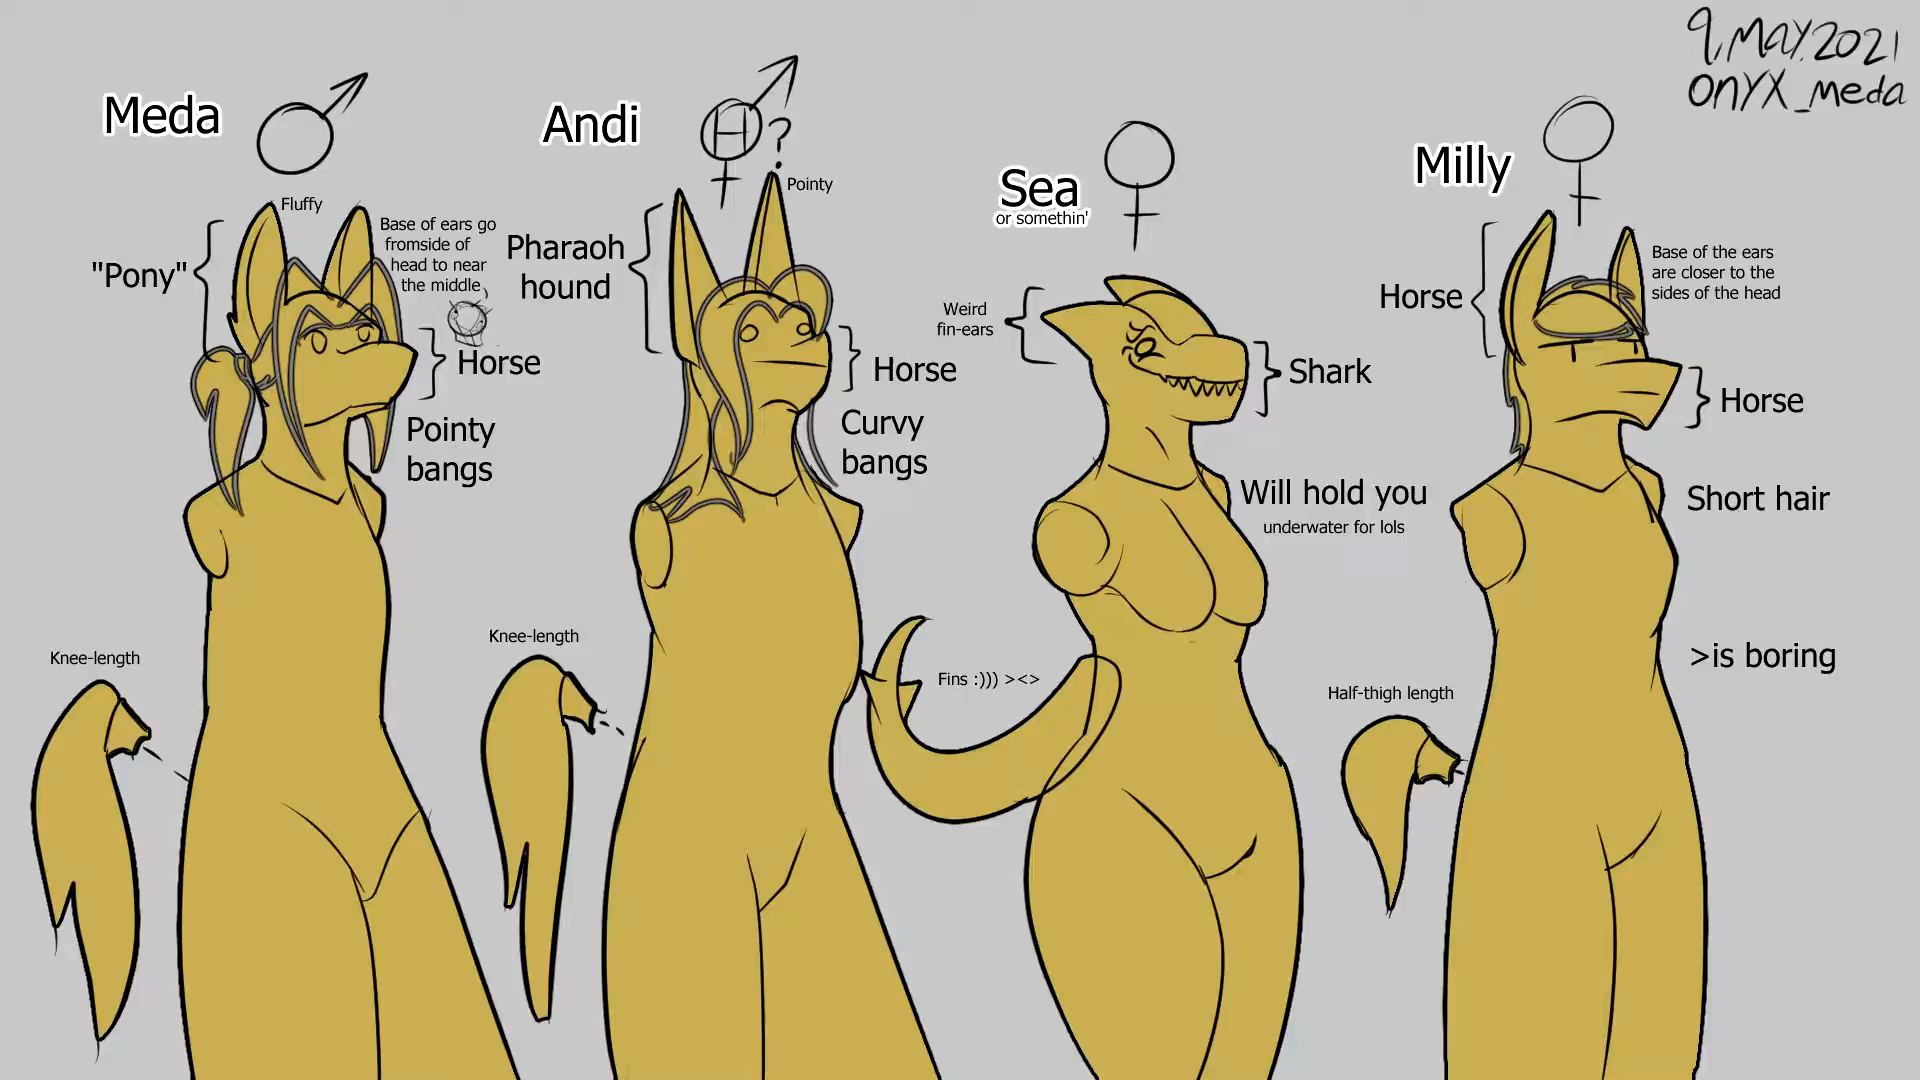 9.May.2021
onyx_meda
Meda
Fluffy
"Pony"
Base of ears go
fromside of
head to near
the middle
Horse
Pointy
bangs
Knee-length
Andi
H
?
Pointy
Pharaoh
hound
Horse
Curvy
bangs
Knee-length
Sea
or somethin'
Weird
fin-ears
Shark
Will hold you
underwater for lols
Fins :))) ><>
Milly
Horse
Base of the ears
are closer to the
sides of the head
Horse
Short hair
>is boring
Half-thigh length